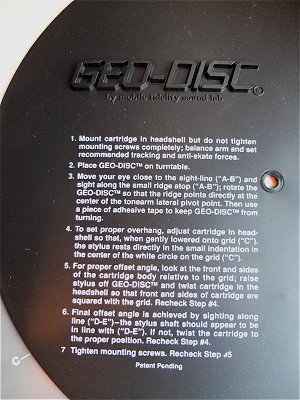 GEO-DISC®
by mobile fidelity sound lab
1. Mount cartridge in headshell but do not tighten
mounting screws completely; balance arm and set
recommended tracking and anti-skate forces.
2. Place GEO-DISC™ on turntable.
3. Move your eye close to the sight-line ("A-B") and
sight along the small ridge atop ("A-B"); rotate the
GEO-DISC™ so that the ridge points directly at the
center of the tonearm lateral pivot point. Then use
a piece of adhesive tape to keep GEO-DISC™ from
turning.
4. To set proper overhang, adjust cartridge in head-
shell so that, when gently lowered onto grid ("C"),
the stylus rests directly in the small indentation in
the center of the white circle on the grid ("C").
5. For proper offset angle, look at the front and sides
of the cartridge body relative to the grid; raise
stylus off GEO-DISC™ and twist cartridge in the
headshell so that front and sides of cartridge are
squared with the grid. Recheck Step #4.
6. Final offset angle is achieved by sighting along
line ("D-E")—the stylus shaft should appear to be
in line with ("D-E"). If not, twist the cartridge to
the proper position. Recheck Step #4.
7 Tighten mounting screws. Recheck Step #5
Patent Pending
C